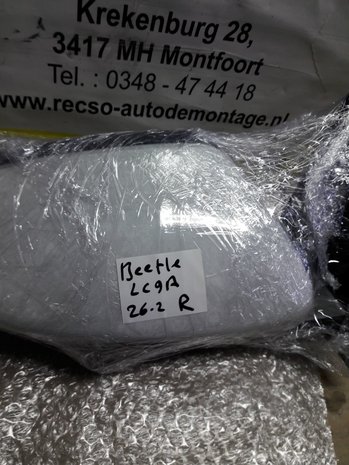 Krekenburg 28,
3417 MH Montfoort
Tel. : 0348 - 47 44 18
www.recso-autodemontage.nl
Beetle
LC9A
26.2 R